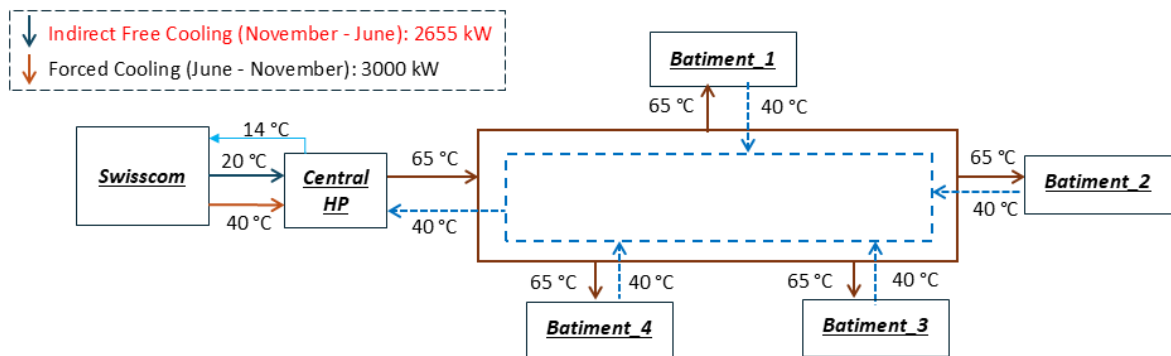 Indirect Free Cooling (November - June): 2655 kW
Forced Cooling (June - November): 3000 kW
Batiment_1
65 °C
40 °C
14 °C
20 °C
Swisscom
40 °C
Central
HP
65 °C
40 °C
65 °C
40 °C
Batiment_2
65 °C
40 °C
Batiment_4
65 °C
40 °C
Batiment_3